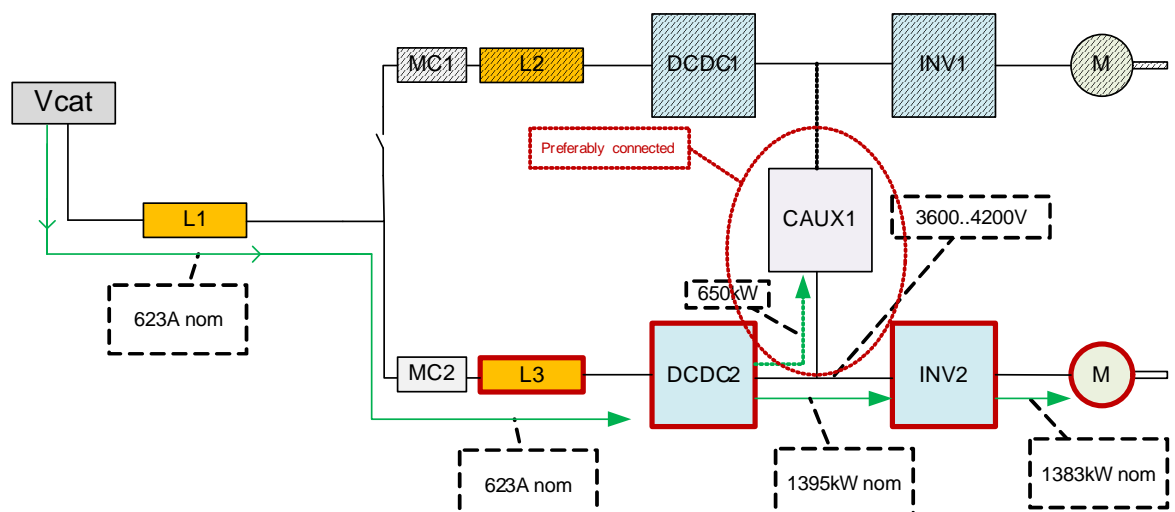 MC1
L2
DCDC1
INV1
M
Vcat
Preferably connected
L1
CAUX1
3600..4200V
623A nom
650kW
MC2
L3
DCDC2
INV2
M
623A nom
1395kW nom
1383kW nom